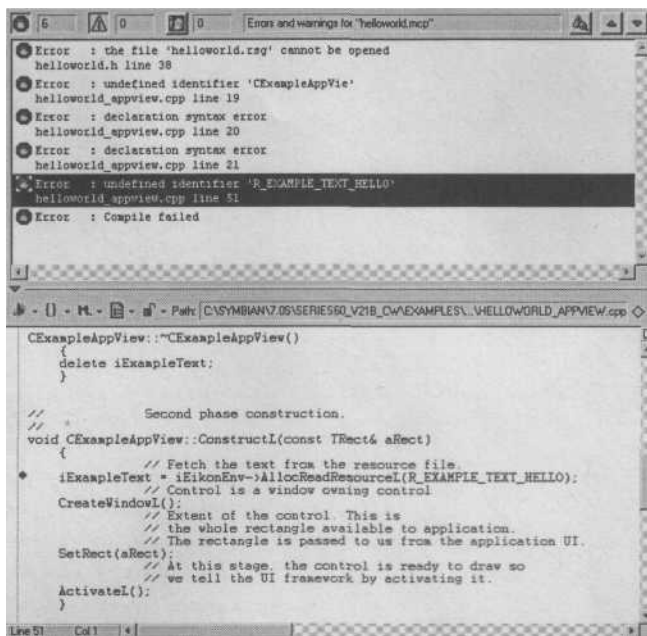 6 0 0 Errors and warnings for "helloworld.mcp"
Error : the file 'helloworld.rsg' cannot be opened
helloworld.h line 38
Error : undefined identifier 'CExampleAppVie'
helloworld_appview.cpp line 19
Error : declaration syntax error
helloworld_appview.cpp line 20
Error : declaration syntax error
helloworld_appview.cpp line 21
Error : undefined identifier 'R_EXAMPLE_TEXT_HELLO'
helloworld_appview.cpp line 51
Error : Compile failed
{} M. Path: C:\SYMBIAN\7.0S\SERIES60_V21B_CW\EXAMPLES\...\HELLOWORLD_APPVIEW.cpp
CExampleAppView::~CExampleAppView()
{
delete iExampleText;
}
// Second phase construction.
//
void CExampleAppView::ConstructL(const TRect& aRect)
{
// Fetch the text from the resource file.
iExampleText = iEikonEnv->AllocReadResourceL(R_EXAMPLE_TEXT_HELLO);
// Control is a window owning control
CreateWindowL();
// Extent of the control. This is
// the whole rectangle available to application.
// The rectangle is passed to us from the application UI.
SetRect(aRect);
// At this stage, the control is ready to draw so
// we tell the UI framework by activating it.
ActivateL();
}
Line 51 Col 1